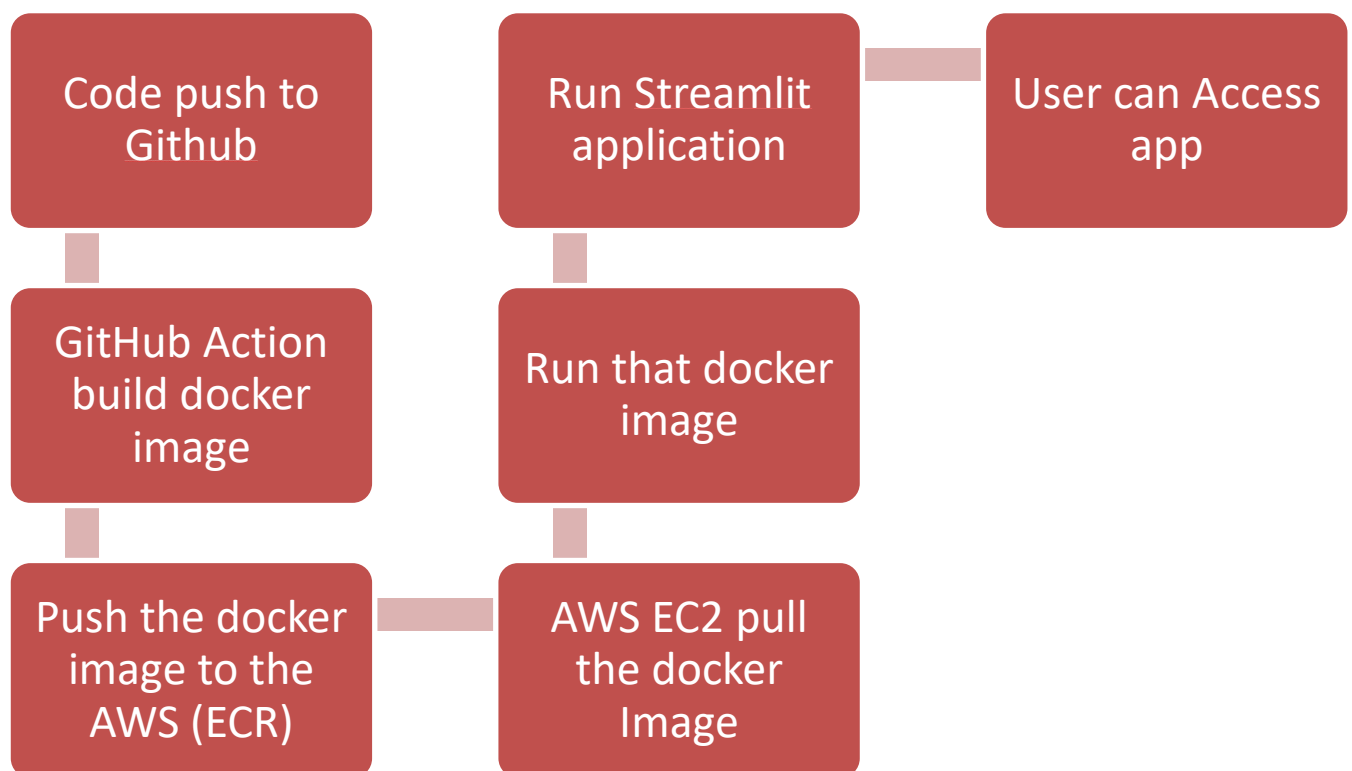 Code push to
Github
GitHub Action
build docker
image
Push the docker
image to the
AWS (ECR)
AWS EC2 pull
the docker
Image
Run that docker
image
Run Streamlit
application
User can Access
app